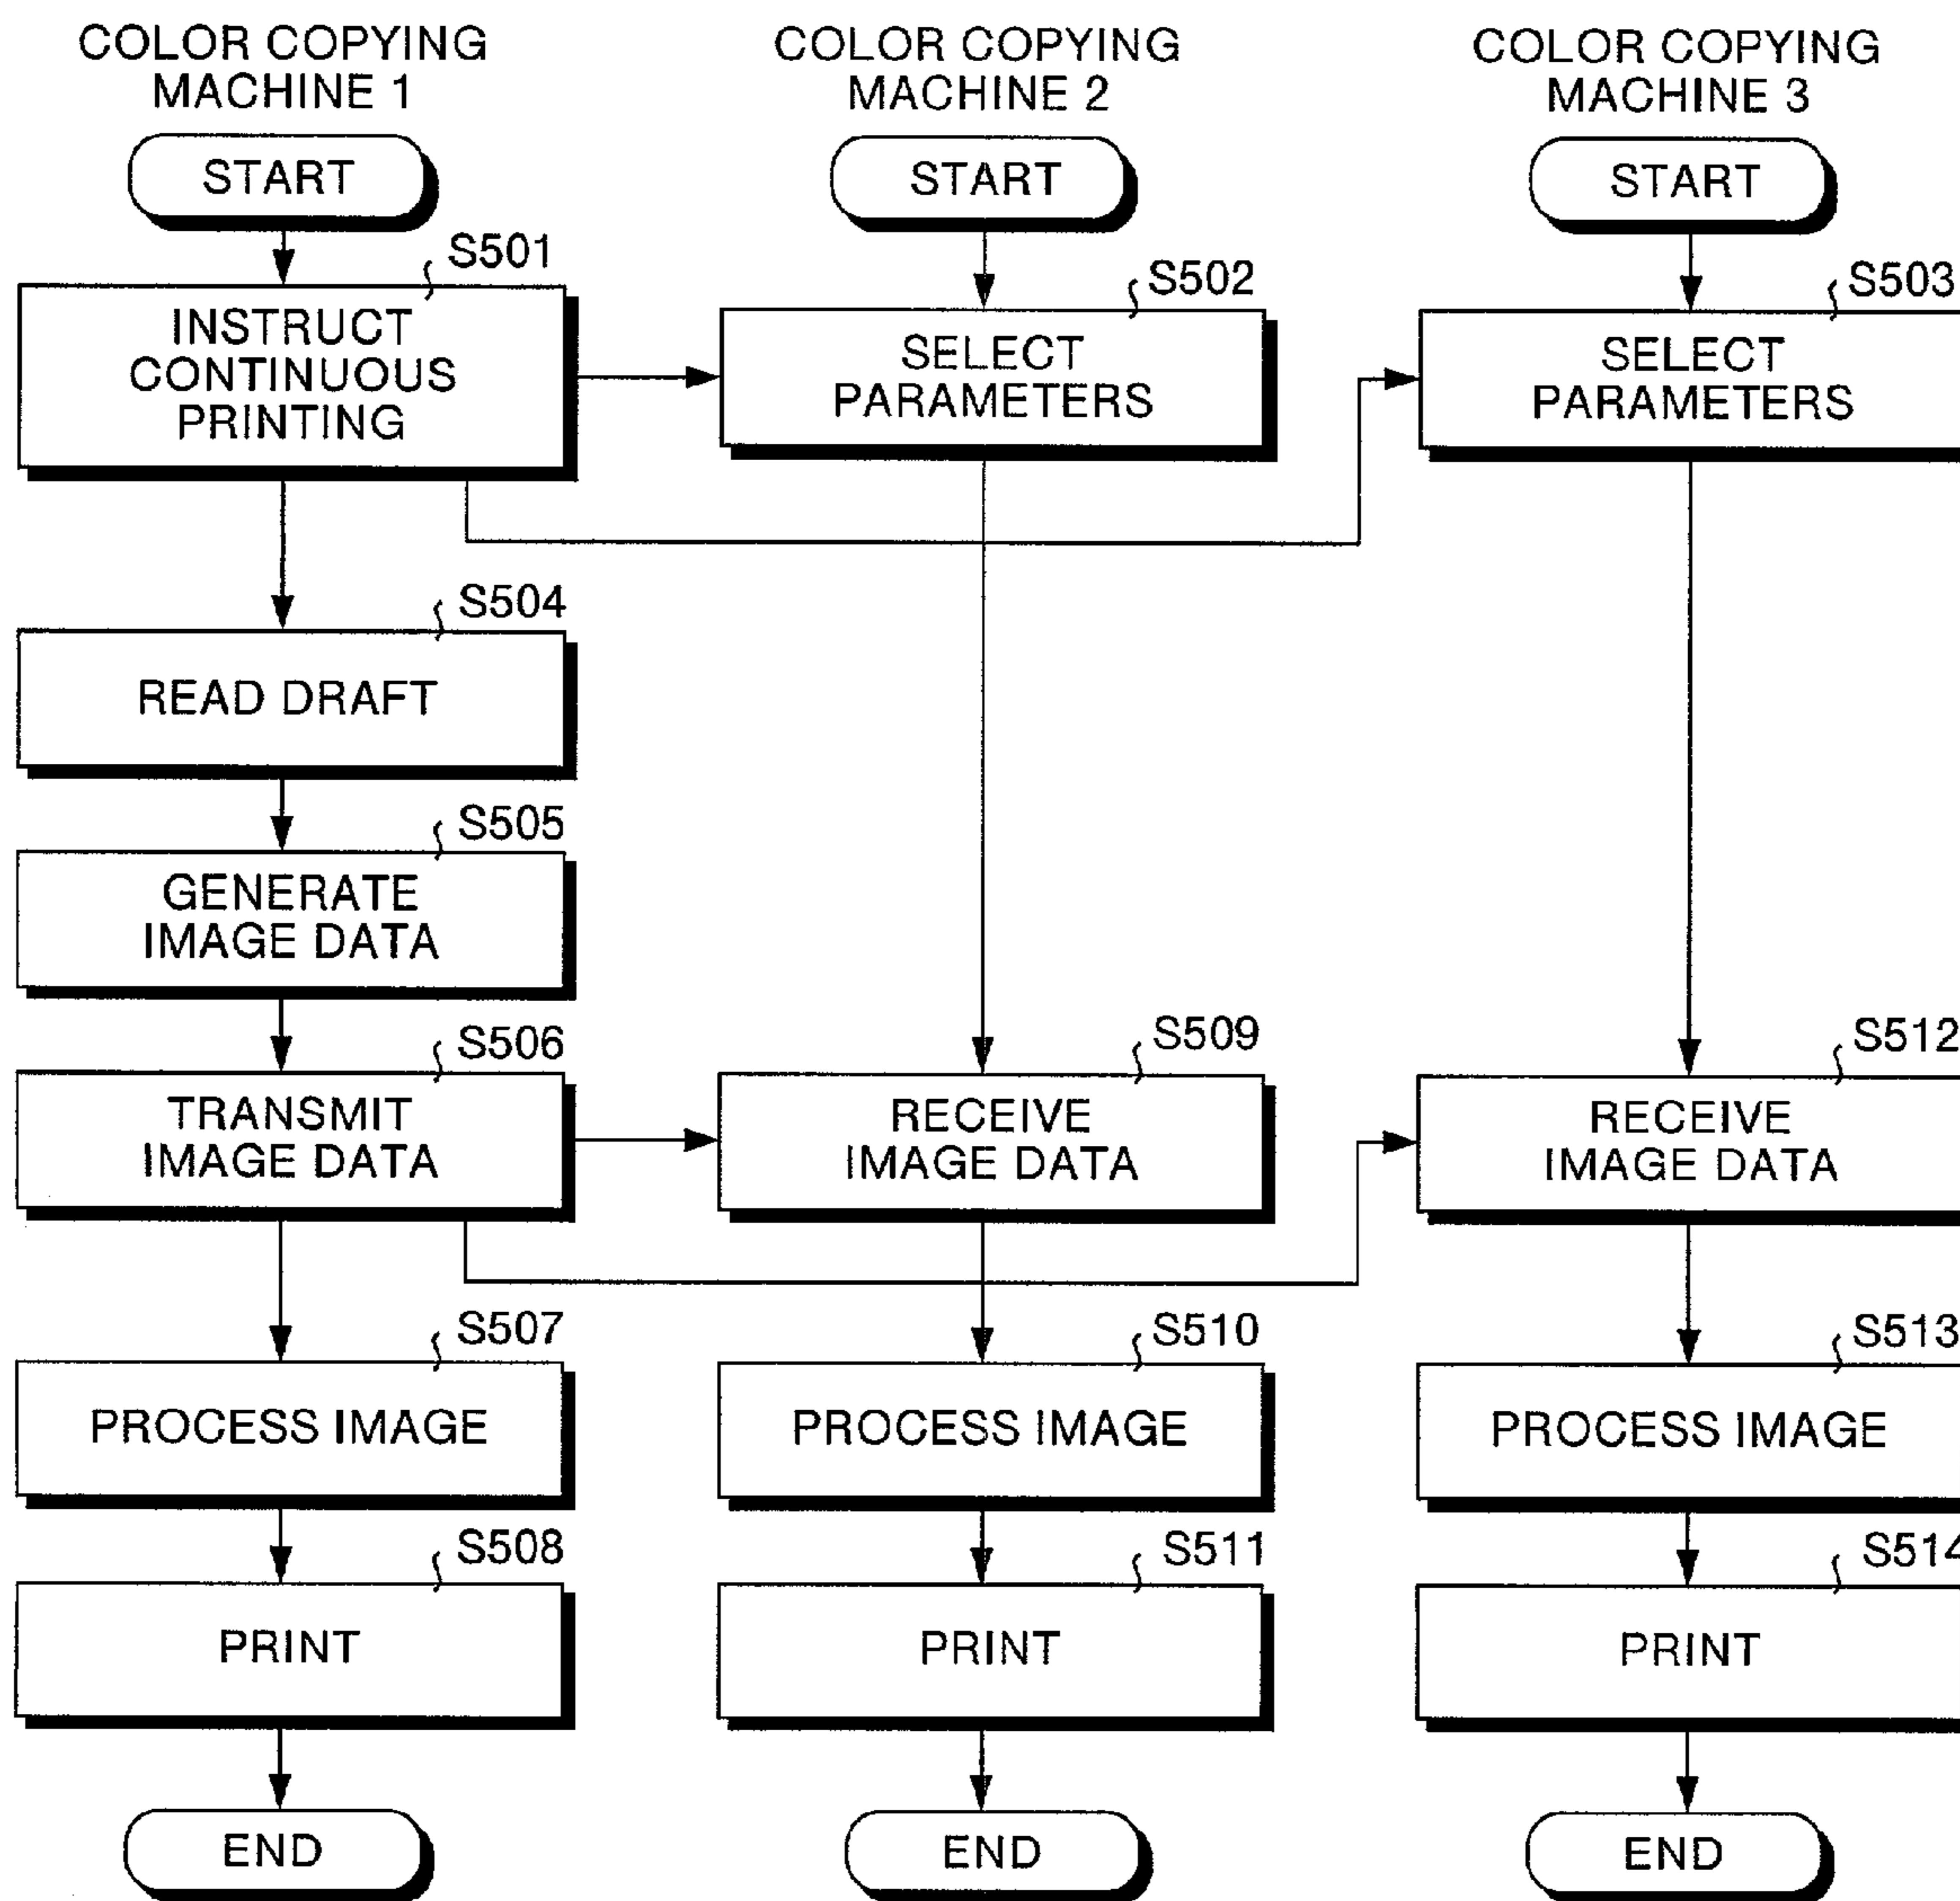 COLOR COPYING
MACHINE 1
COLOR COPYING
MACHINE 2
COLOR COPYING
MACHINE 3
START
START
START
S501
INSTRUCT
CONTINUOUS
PRINTING
S502
SELECT
PARAMETERS
S503
SELECT
PARAMETERS
S504
READ DRAFT
S505
GENERATE
IMAGE DATA
S506
TRANSMIT
IMAGE DATA
S509
RECEIVE
IMAGE DATA
S512
RECEIVE
IMAGE DATA
S507
PROCESS IMAGE
S510
PROCESS IMAGE
S513
PROCESS IMAGE
S508
PRINT
S511
PRINT
S514
PRINT
END
END
END